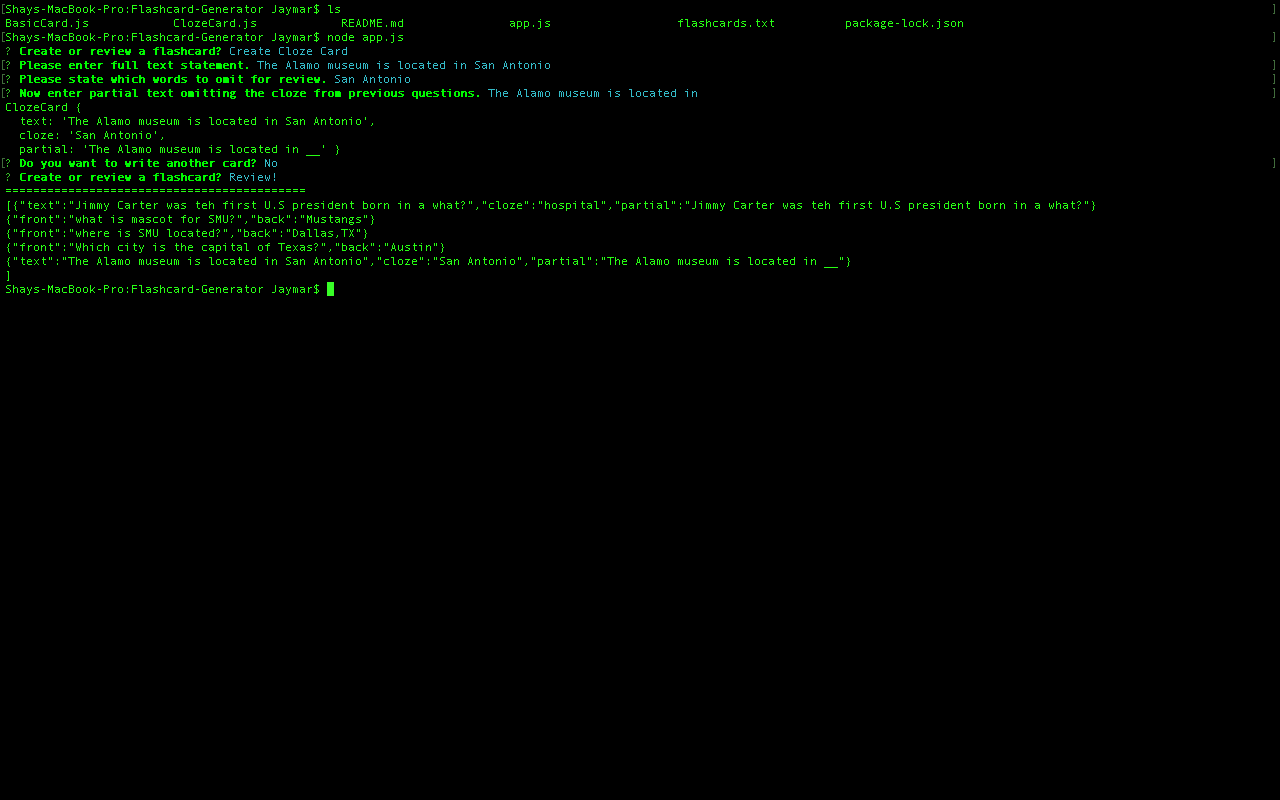 [Shays-MacBook-Pro:Flashcard-Generator Jaymar$ ls ]
BasicCard.js ClozeCard.js README.md app.js flashcards.txt package-lock.json
[Shays-MacBook-Pro:Flashcard-Generator Jaymar$ node app.js ]
? Create or review a flashcard? Create Cloze Card
[? Please enter full text statement. The Alamo museum is located in San Antonio ]
[? Please state which words to omit for review. San Antonio ]
[? Now enter partial text omitting the cloze from previous questions. The Alamo museum is located in ]
ClozeCard {
  text: 'The Alamo museum is located in San Antonio',
  cloze: 'San Antonio',
  partial: 'The Alamo museum is located in __' }
[? Do you want to write another card? No ]
? Create or review a flashcard? Review!
===========================================
[{"text":"Jimmy Carter was teh first U.S president born in a what?","cloze":"hospital","partial":"Jimmy Carter was teh first U.S president born in a what?"}
{"front":"what is mascot for SMU?","back":"Mustangs"}
{"front":"where is SMU located?","back":"Dallas,TX"}
{"front":"Which city is the capital of Texas?","back":"Austin"}
{"text":"The Alamo museum is located in San Antonio","cloze":"San Antonio","partial":"The Alamo museum is located in __"}
]
Shays-MacBook-Pro:Flashcard-Generator Jaymar$